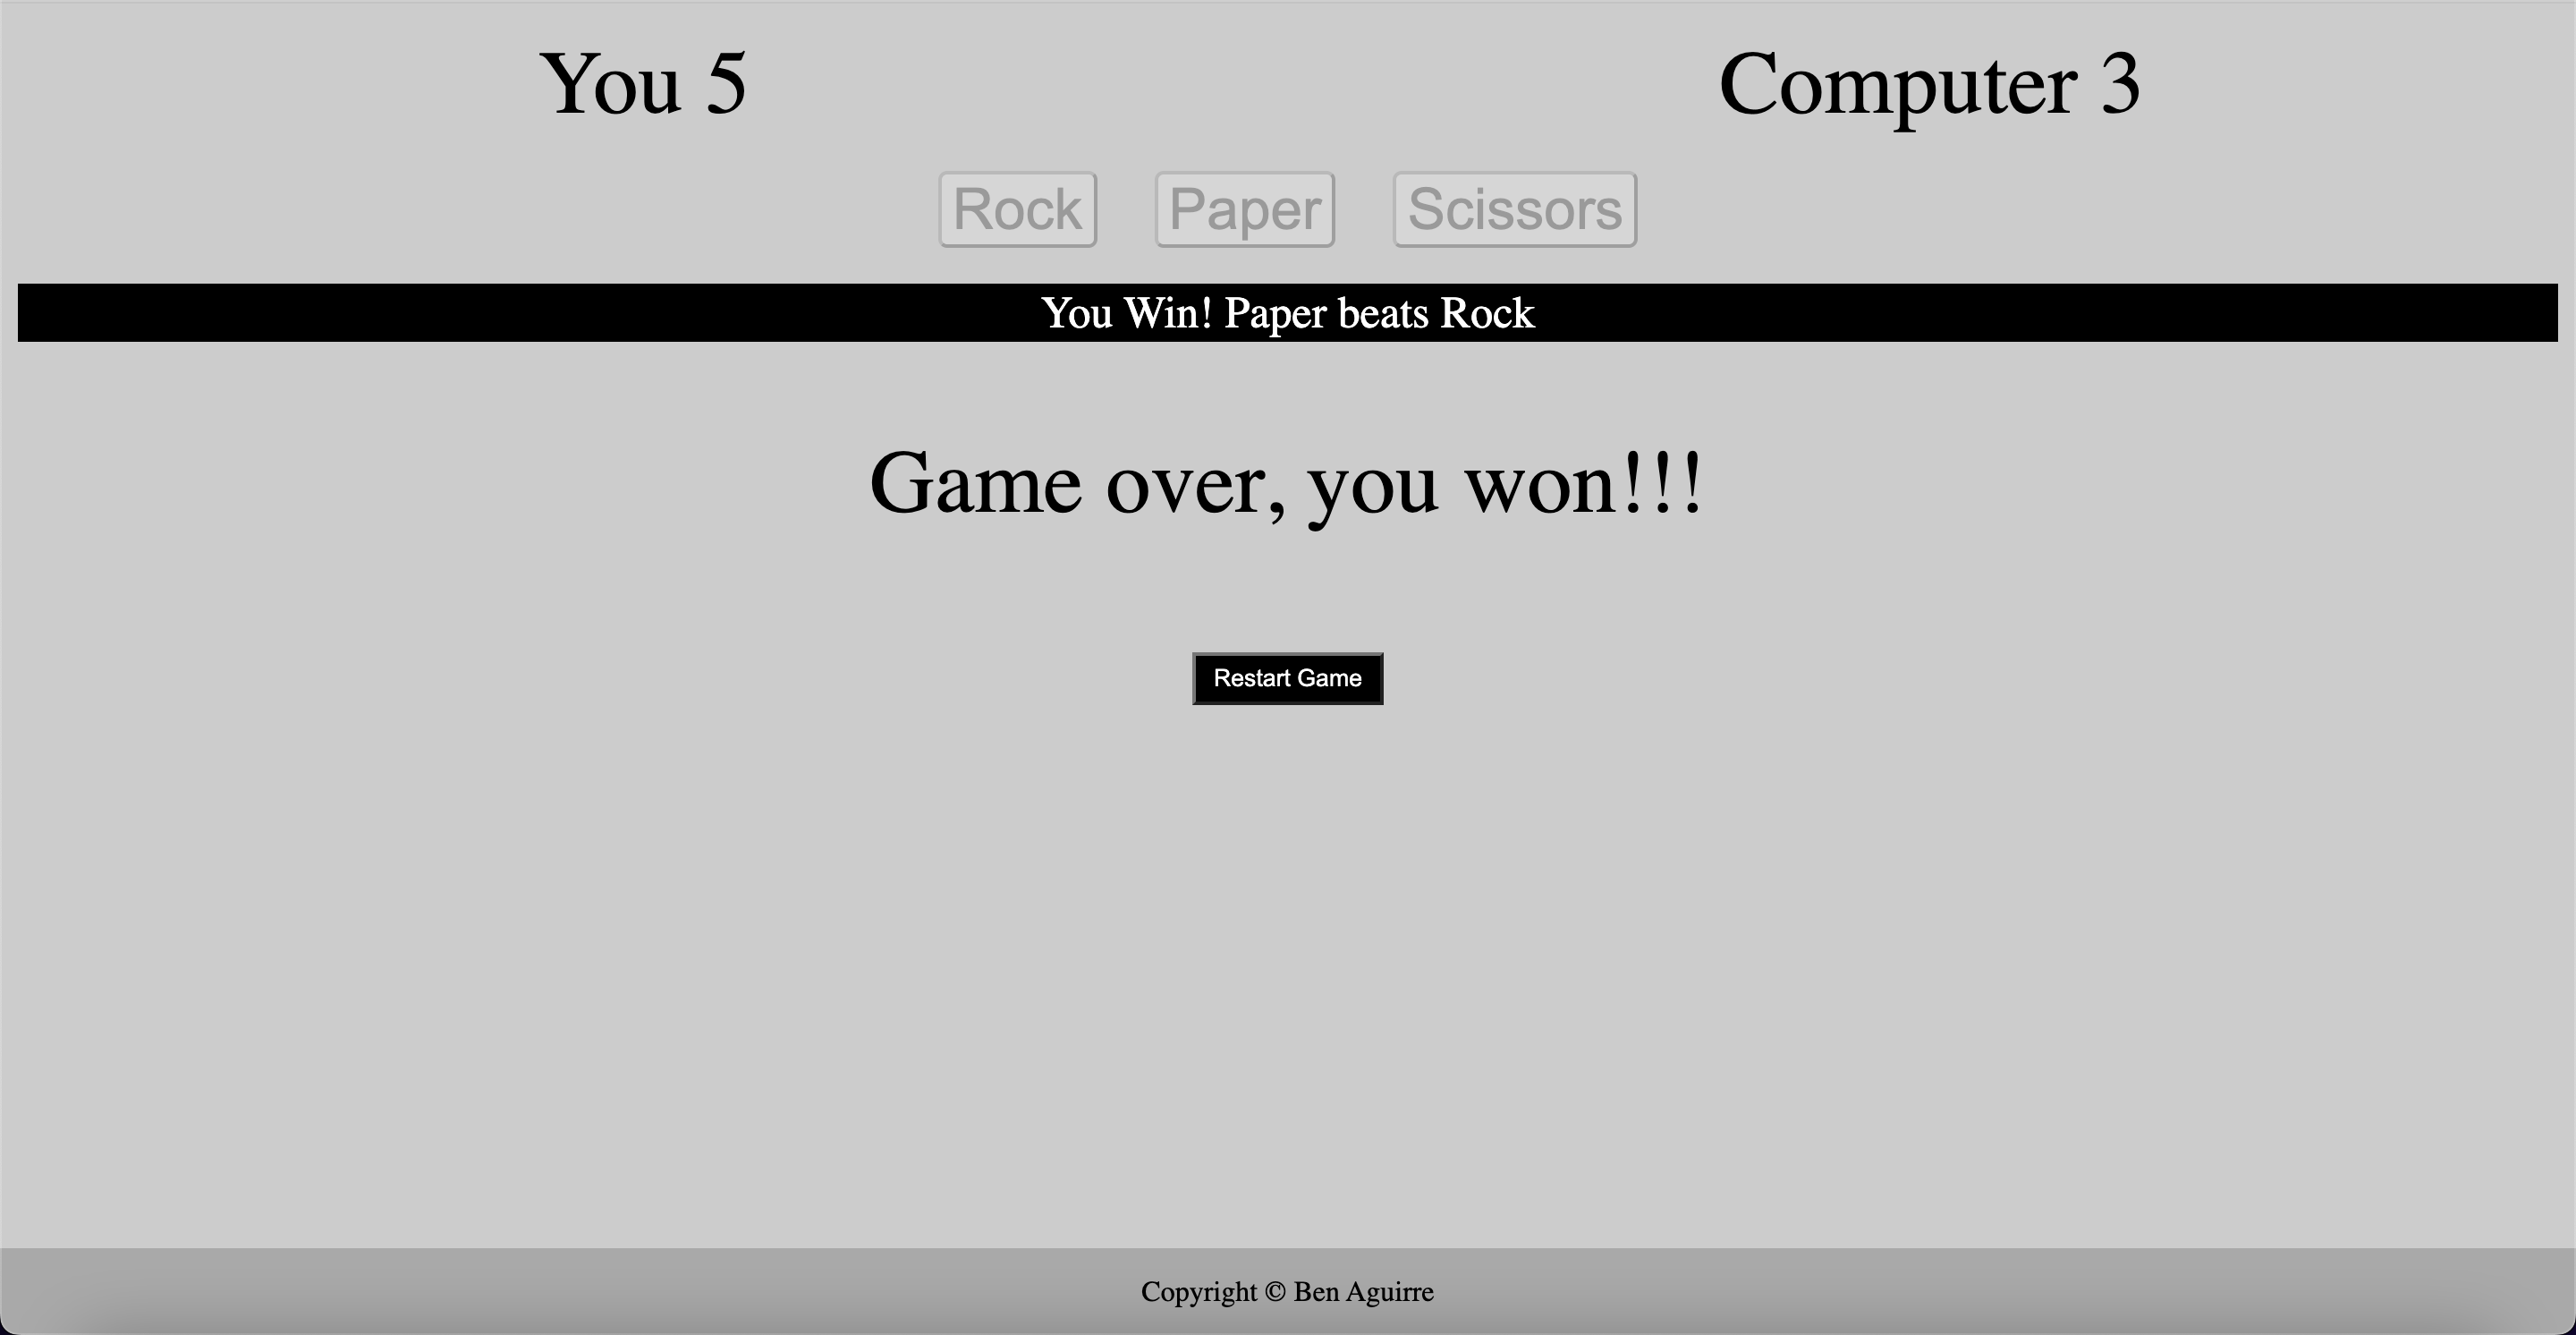 You 5 Computer 3
Rock Paper Scissors
You Win! Paper beats Rock
Game over, you won!!!
Restart Game
Copyright © Ben Aguirre